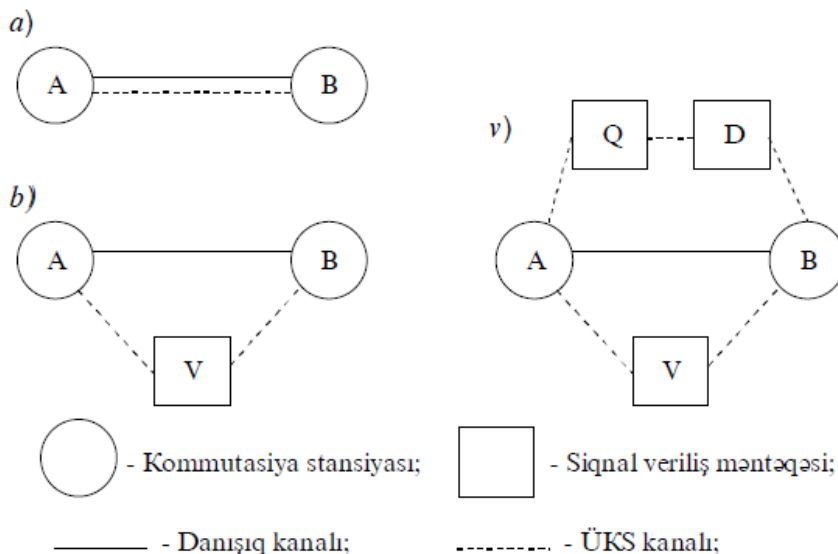 a)
A B
Q D
v)
b)
A B
A B
V
V
- Kommutasiya stansiyası;
- Siqnal veriliş məntəqəsi;
- Danışıq kanalı;
- ÜKS kanalı;